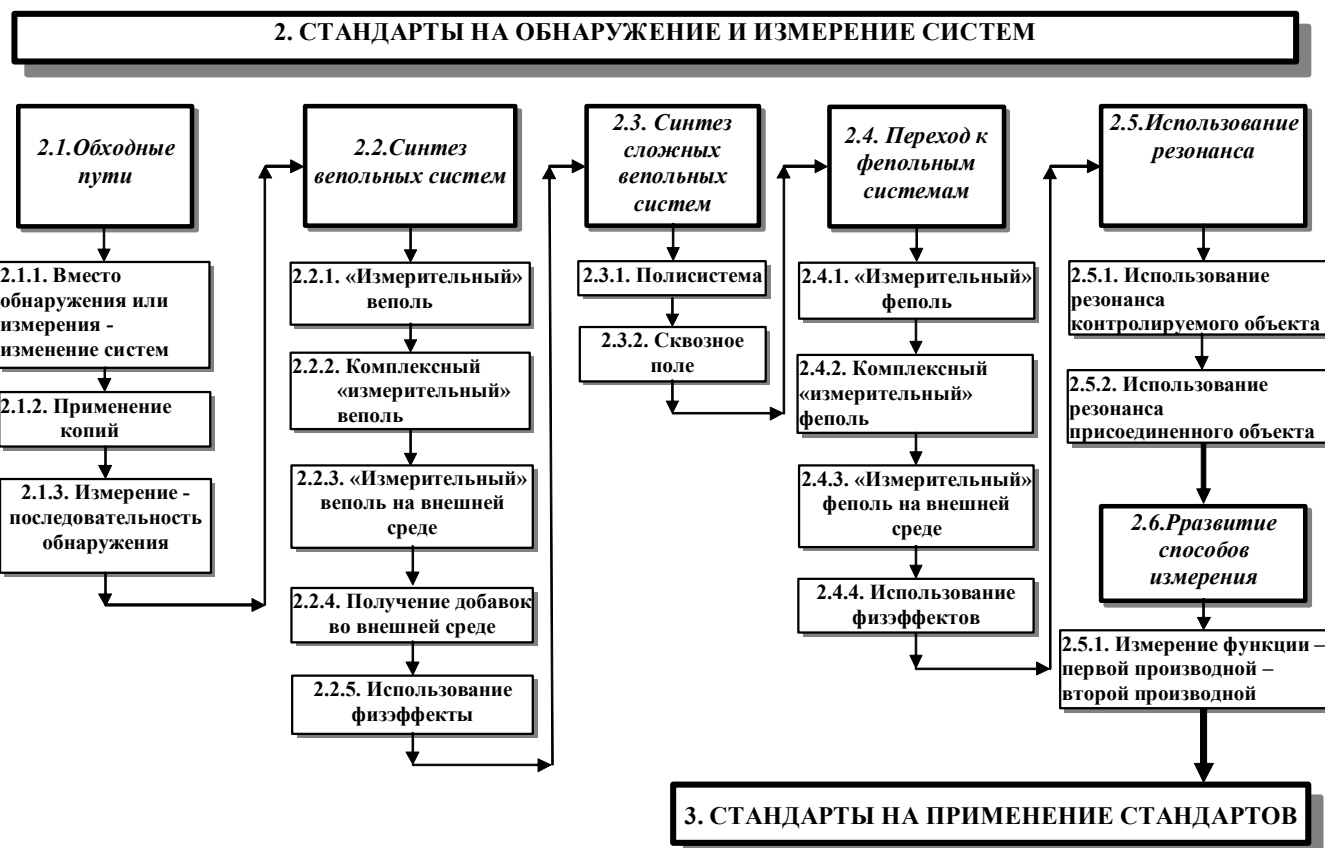 2. СТАНДАРТЫ НА ОБНАРУЖЕНИЕ И ИЗМЕРЕНИЕ СИСТЕМ
2.1.Обходные
пути
2.1.1. Вместо
обнаружения или
измерения -
изменение систем
2.1.2. Применение
копий
2.1.3. Измерение -
последовательность
обнаружения
2.2.Синтез
вепольных систем
2.2.1. «Измерительный»
веполь
2.2.2. Комплексный
«измерительный»
веполь
2.2.3. «Измерительный»
веполь на внешней
среде
2.2.4. Получение добавок
во внешней среде
2.2.5. Использование
физэффекты
2.3. Синтез
сложных
вепольных
систем
2.3.1. Полисистема
2.3.2. Сквозное
поле
2.4. Переход к
фепольным
системам
2.4.1. «Измерительный»
феполь
2.4.2. Комплексный
«измерительный»
феполь
2.4.3. «Измерительный»
феполь на внешней
среде
2.4.4. Использование
физэффектов
2.5.Использование
резонанса
2.5.1. Использование
резонанса
контролируемого объекта
2.5.2. Использование
резонанса
присоединенного объекта
2.6.Рразвитие
способов
измерения
2.5.1. Измерение функции –
первой производной –
второй производной
3. СТАНДАРТЫ НА ПРИМЕНЕНИЕ СТАНДАРТОВ